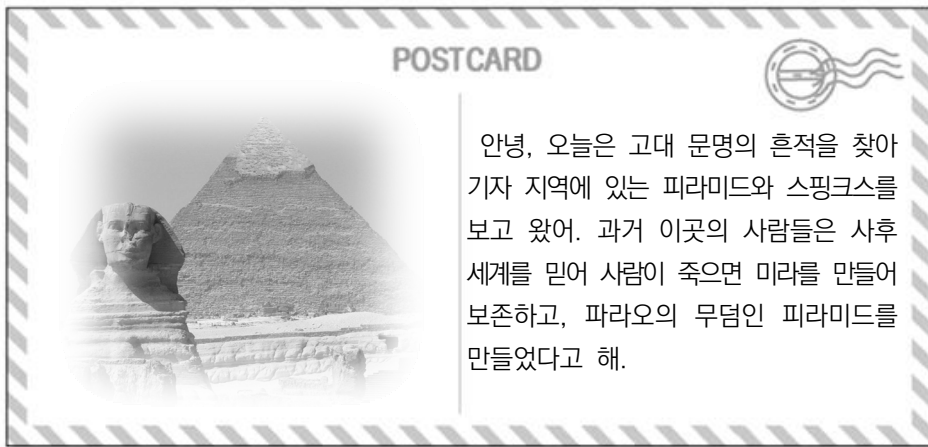 POSTCARD
안녕, 오늘은 고대 문명의 흔적을 찾아
기자 지역에 있는 피라미드와 스핑크스를
보고 왔어. 과거 이곳의 사람들은 사후
세계를 믿어 사람이 죽으면 미라를 만들어
보존하고, 파라오의 무덤인 피라미드를
만들었다고 해.